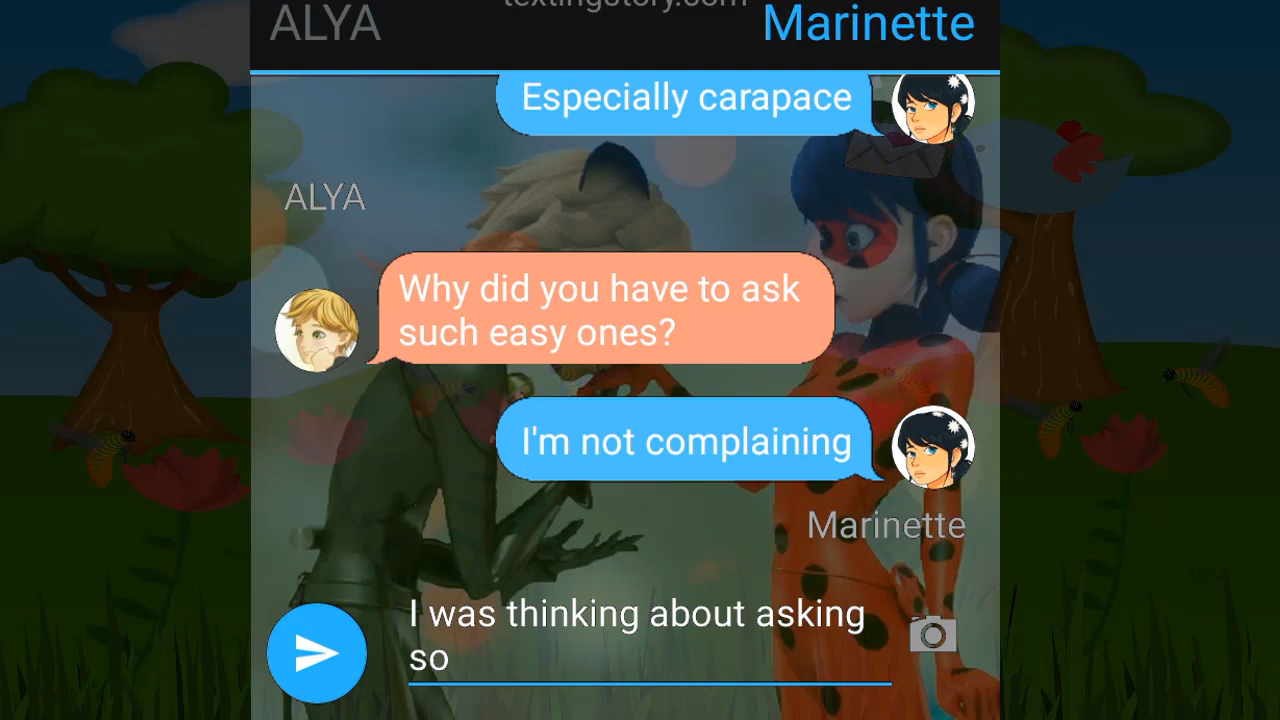 textingstory.com
ALYA
Marinette
Especially carapace
ALYA
Why did you have to ask
such easy ones?
I'm not complaining
Marinette
I was thinking about asking
so